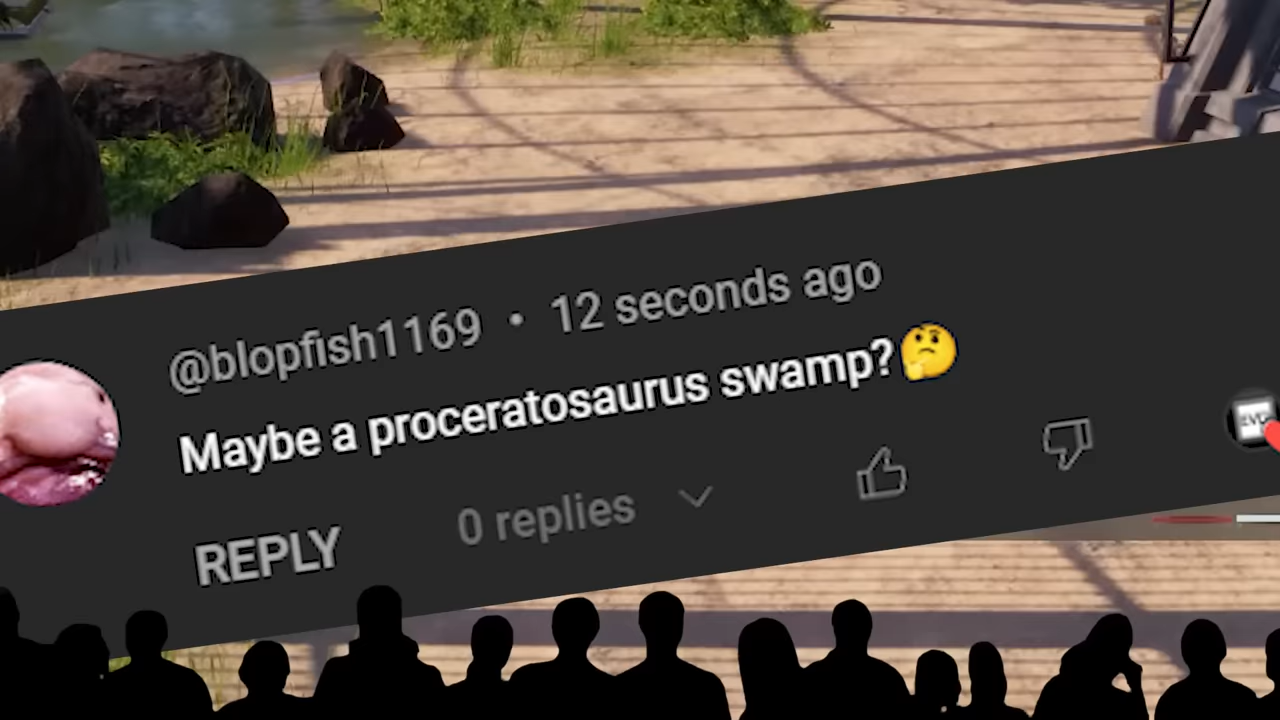 @blopfish1169 • 12 seconds ago
Maybe a proceratosaurus swamp?🤔
REPLY 0 replies